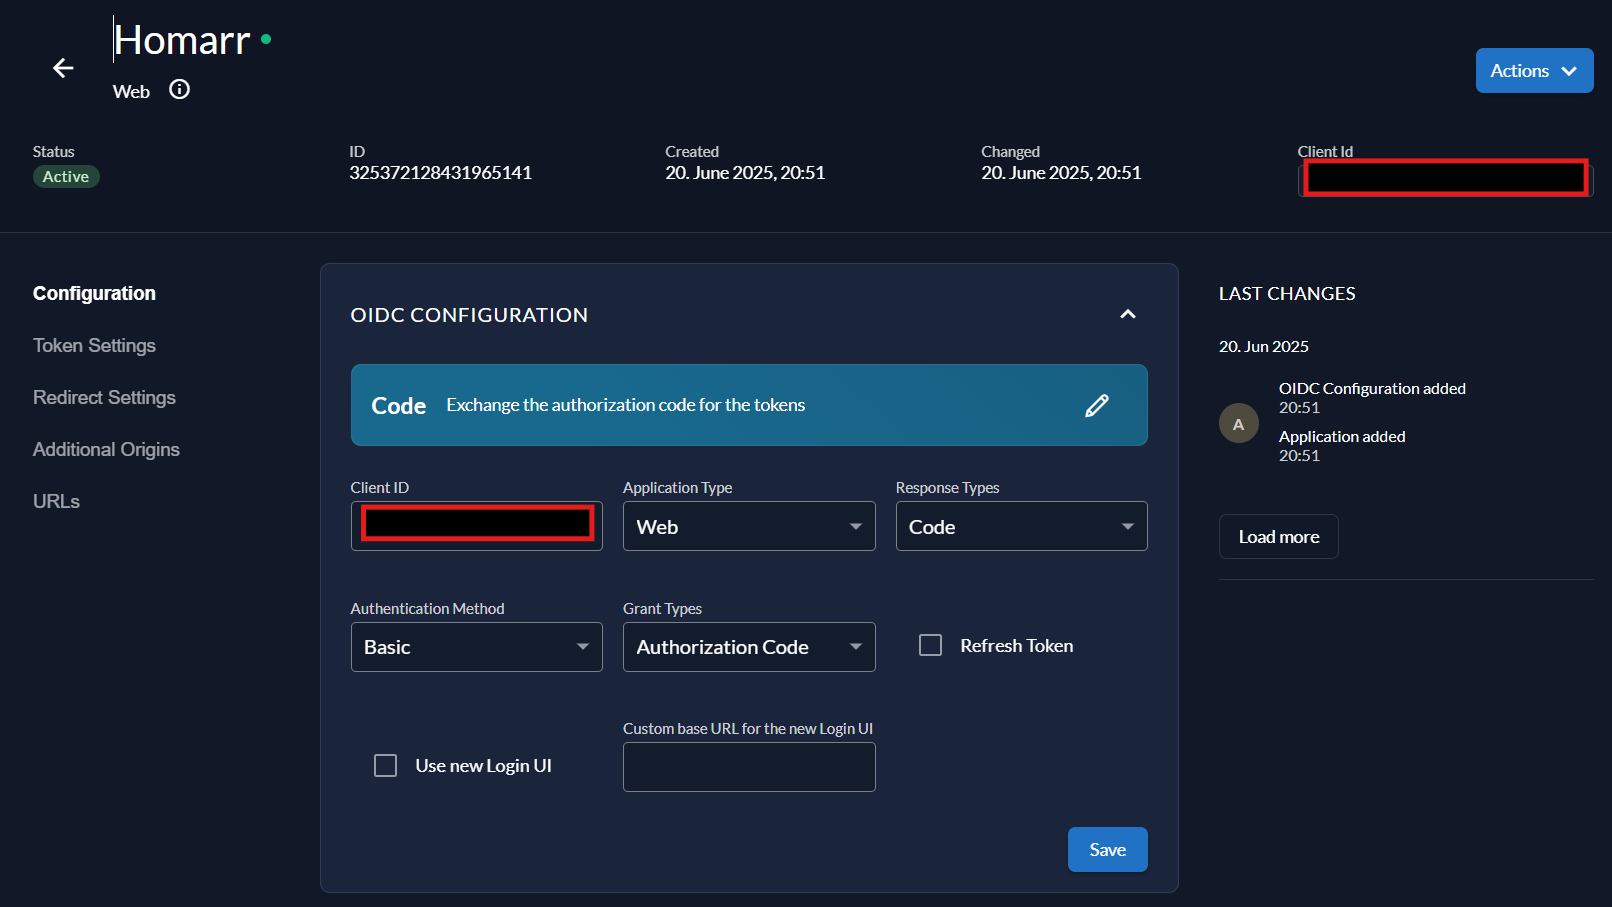 Homarr
Web
Actions
Status
Active
ID
325372128431965141
Created
20. June 2025, 20:51
Changed
20. June 2025, 20:51
Client Id
Configuration
Token Settings
Redirect Settings
Additional Origins
URLs
OIDC CONFIGURATION
Code Exchange the authorization code for the tokens
Client ID
Application Type
Web
Response Types
Code
Authentication Method
Basic
Grant Types
Authorization Code
Refresh Token
Use new Login UI
Custom base URL for the new Login UI
Save
LAST CHANGES
20. Jun 2025
A
OIDC Configuration added
20:51
Application added
20:51
Load more